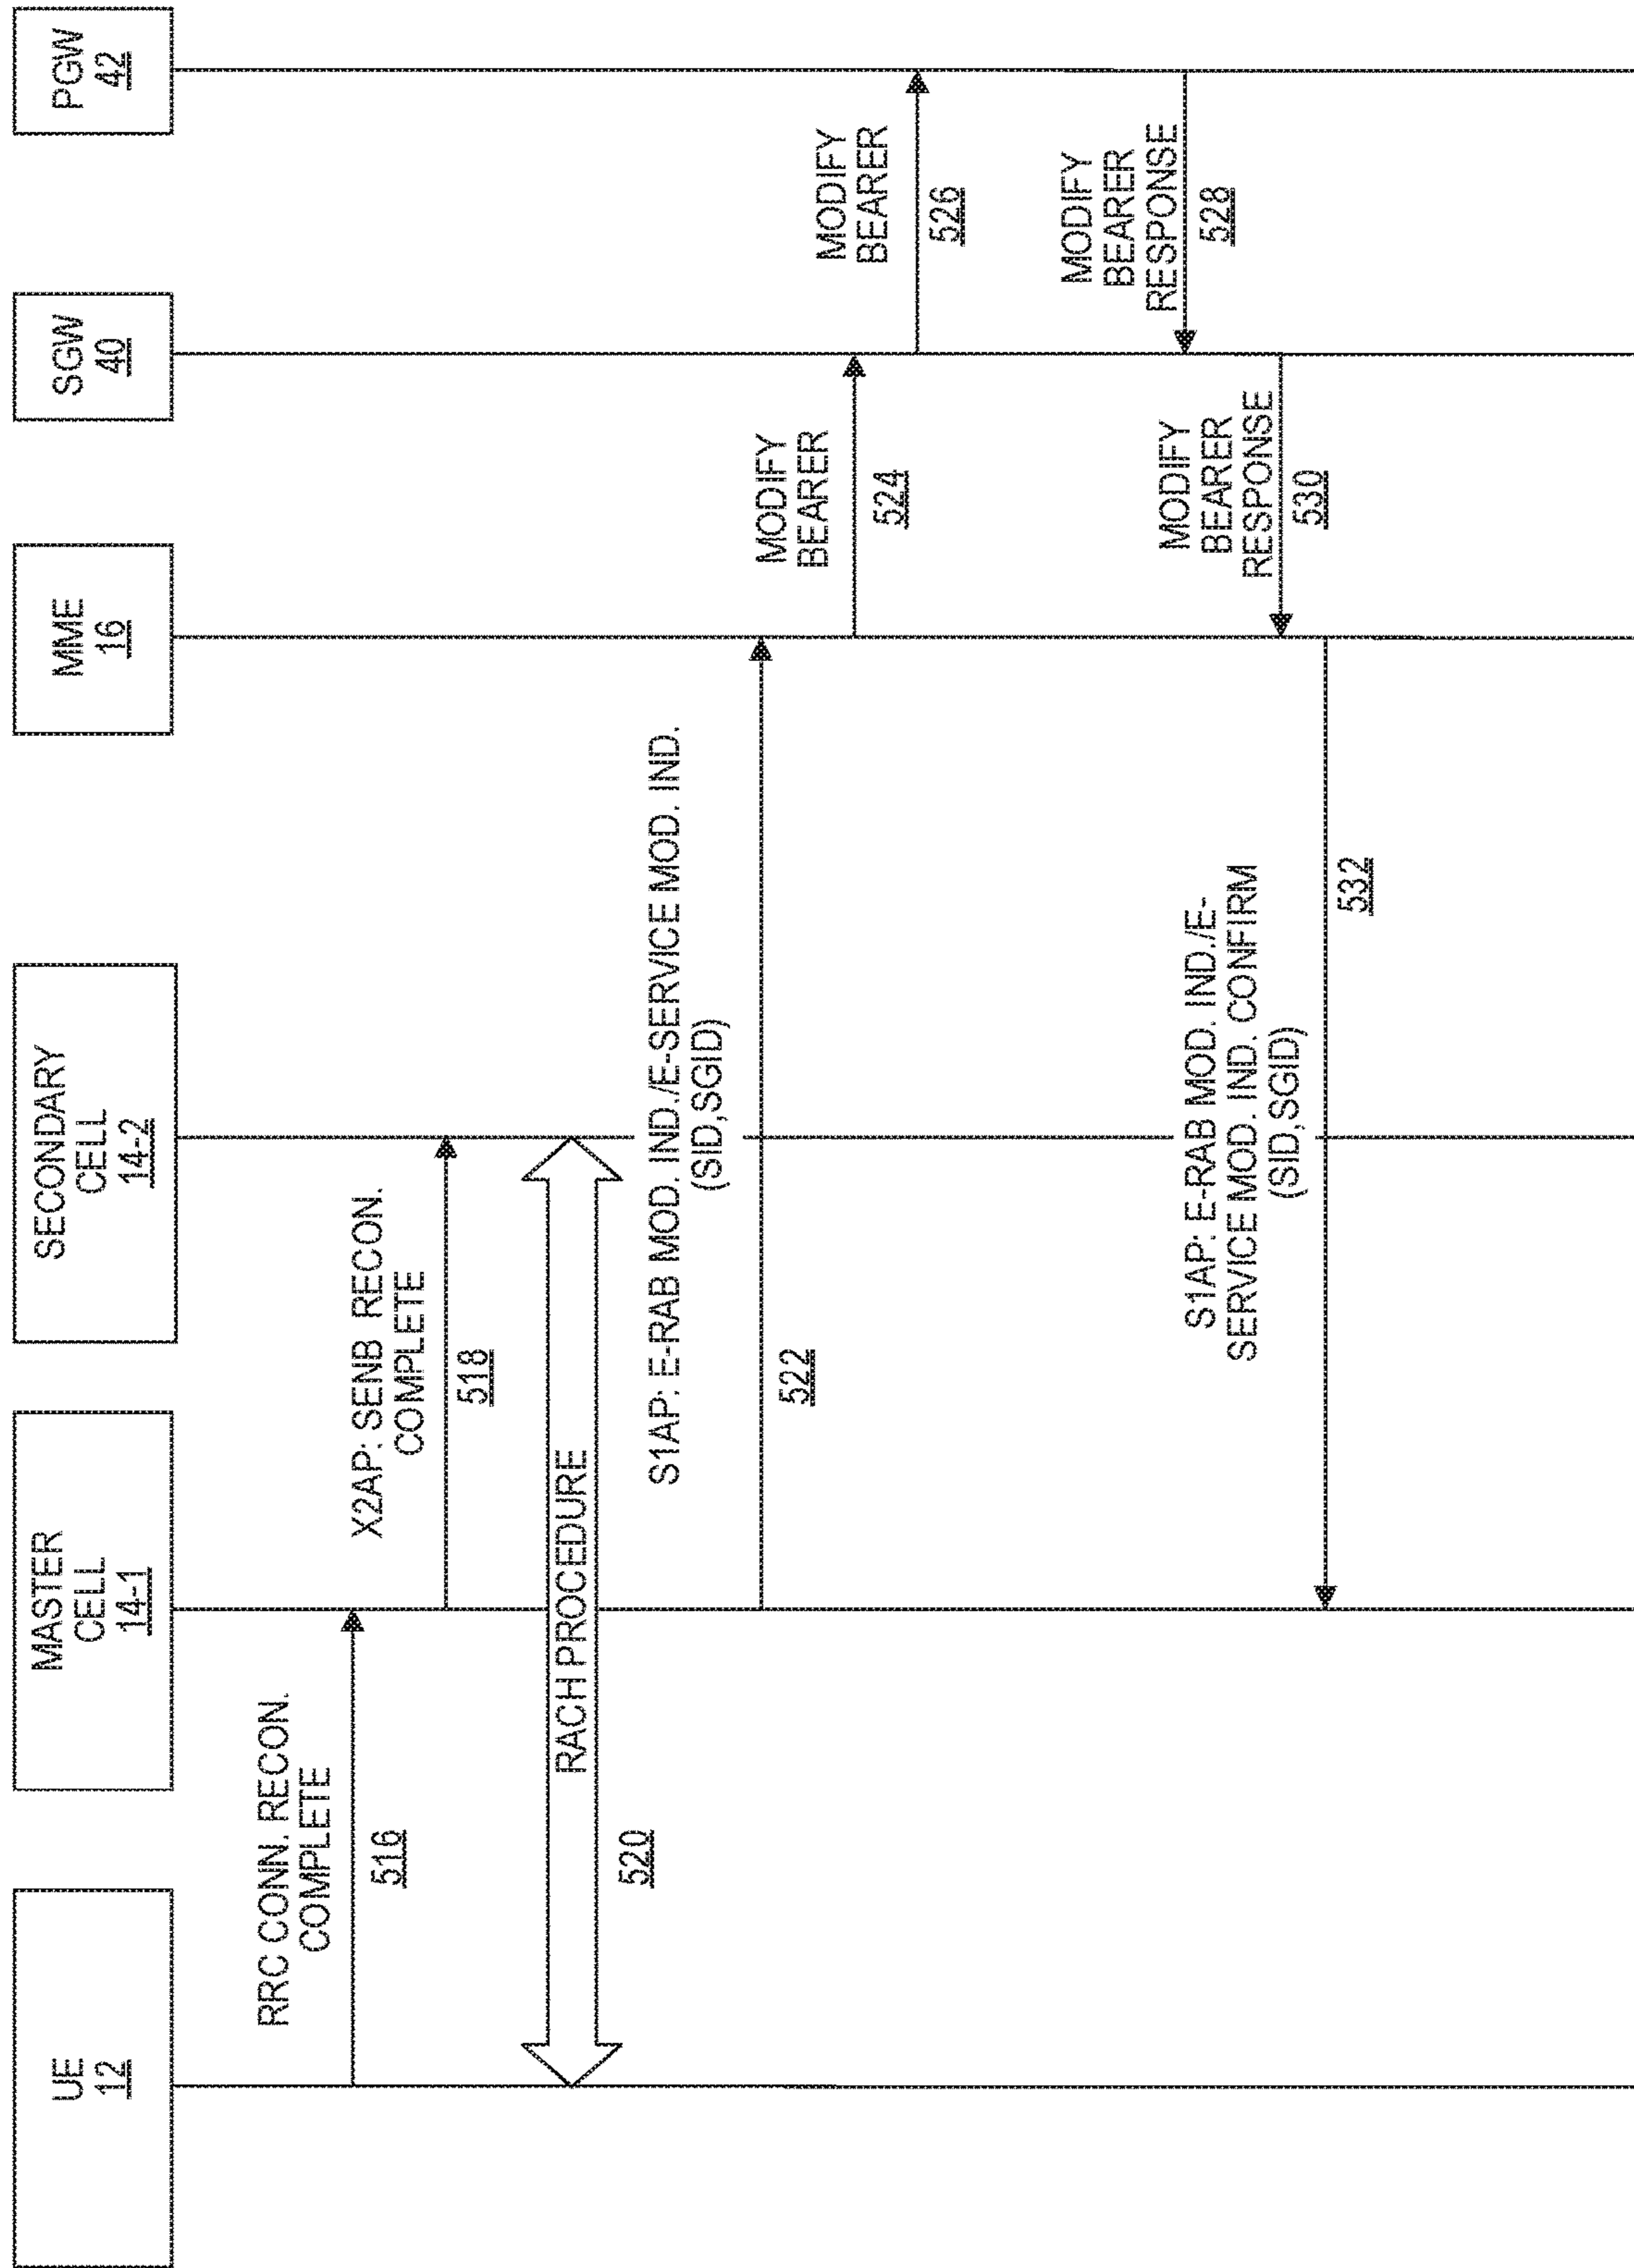 UE
12
MASTER
CELL
14-1
SECONDARY
CELL
14-2
MME
16
SGW
40
PGW
42
RRC CONN. RECON.
COMPLETE
516
X2AP: SENB RECON.
COMPLETE
518
RACH PROCEDURE
520
S1AP: E-RAB MOD. IND./E-SERVICE MOD. IND.
(SID,SGID)
522
MODIFY
BEARER
524
MODIFY
BEARER
526
MODIFY
BEARER
RESPONSE
528
MODIFY
BEARER
RESPONSE
530
S1AP: E-RAB MOD. IND./E-
SERVICE MOD. IND. CONFIRM
(SID,SGID)
532